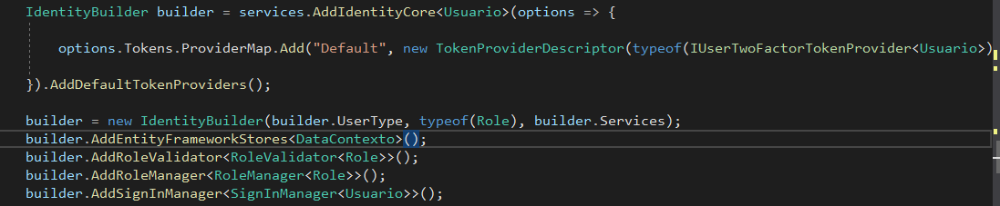 IdentityBuilder builder = services.AddIdentityCore<Usuario>(options => {
options.Tokens.ProviderMap.Add("Default", new TokenProviderDescriptor(typeof(IUserTwoFactorTokenProvider<Usuario>)
}).AddDefaultTokenProviders();
builder = new IdentityBuilder(builder.UserType, typeof(Role), builder.Services);
builder.AddEntityFrameworkStores<DataContexto>();
builder.AddRoleValidator<RoleValidator<Role>>();
builder.AddRoleManager<RoleManager<Role>>();
builder.AddSignInManager<SignInManager<Usuario>>();